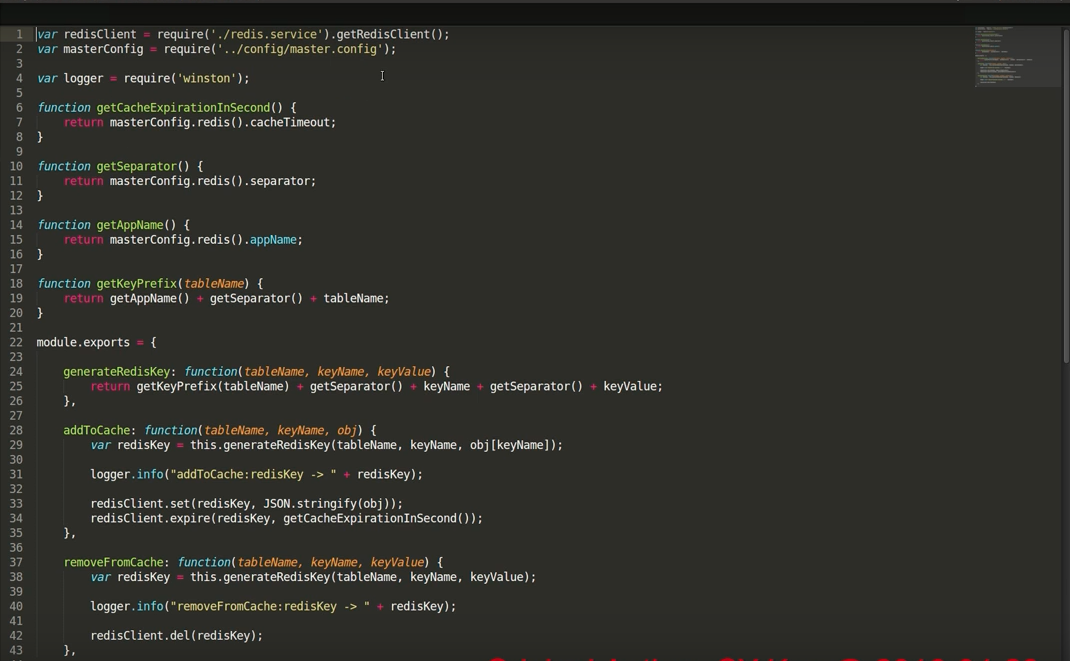 1 var redisClient = require('./redis.service').getRedisClient();
2 var masterConfig = require('../config/master.config');
3
4 var logger = require('winston');
5
6 function getCacheExpirationInSecond() {
7     return masterConfig.redis().cacheTimeout;
8 }
9
10 function getSeparator() {
11     return masterConfig.redis().separator;
12 }
13
14 function getAppName() {
15     return masterConfig.redis().appName;
16 }
17
18 function getKeyPrefix(tableName) {
19     return getAppName() + getSeparator() + tableName;
20 }
21
22 module.exports = {
23
24     generateRedisKey: function(tableName, keyName, keyValue) {
25         return getKeyPrefix(tableName) + getSeparator() + keyName + getSeparator() + keyValue;
26     },
27
28     addToCache: function(tableName, keyName, obj) {
29         var redisKey = this.generateRedisKey(tableName, keyName, obj[keyName]);
30
31         logger.info("addToCache:redisKey -> " + redisKey);
32
33         redisClient.set(redisKey, JSON.stringify(obj));
34         redisClient.expire(redisKey, getCacheExpirationInSecond());
35     },
36
37     removeFromCache: function(tableName, keyName, keyValue) {
38         var redisKey = this.generateRedisKey(tableName, keyName, keyValue);
39
40         logger.info("removeFromCache:redisKey -> " + redisKey);
41
42         redisClient.del(redisKey);
43     },